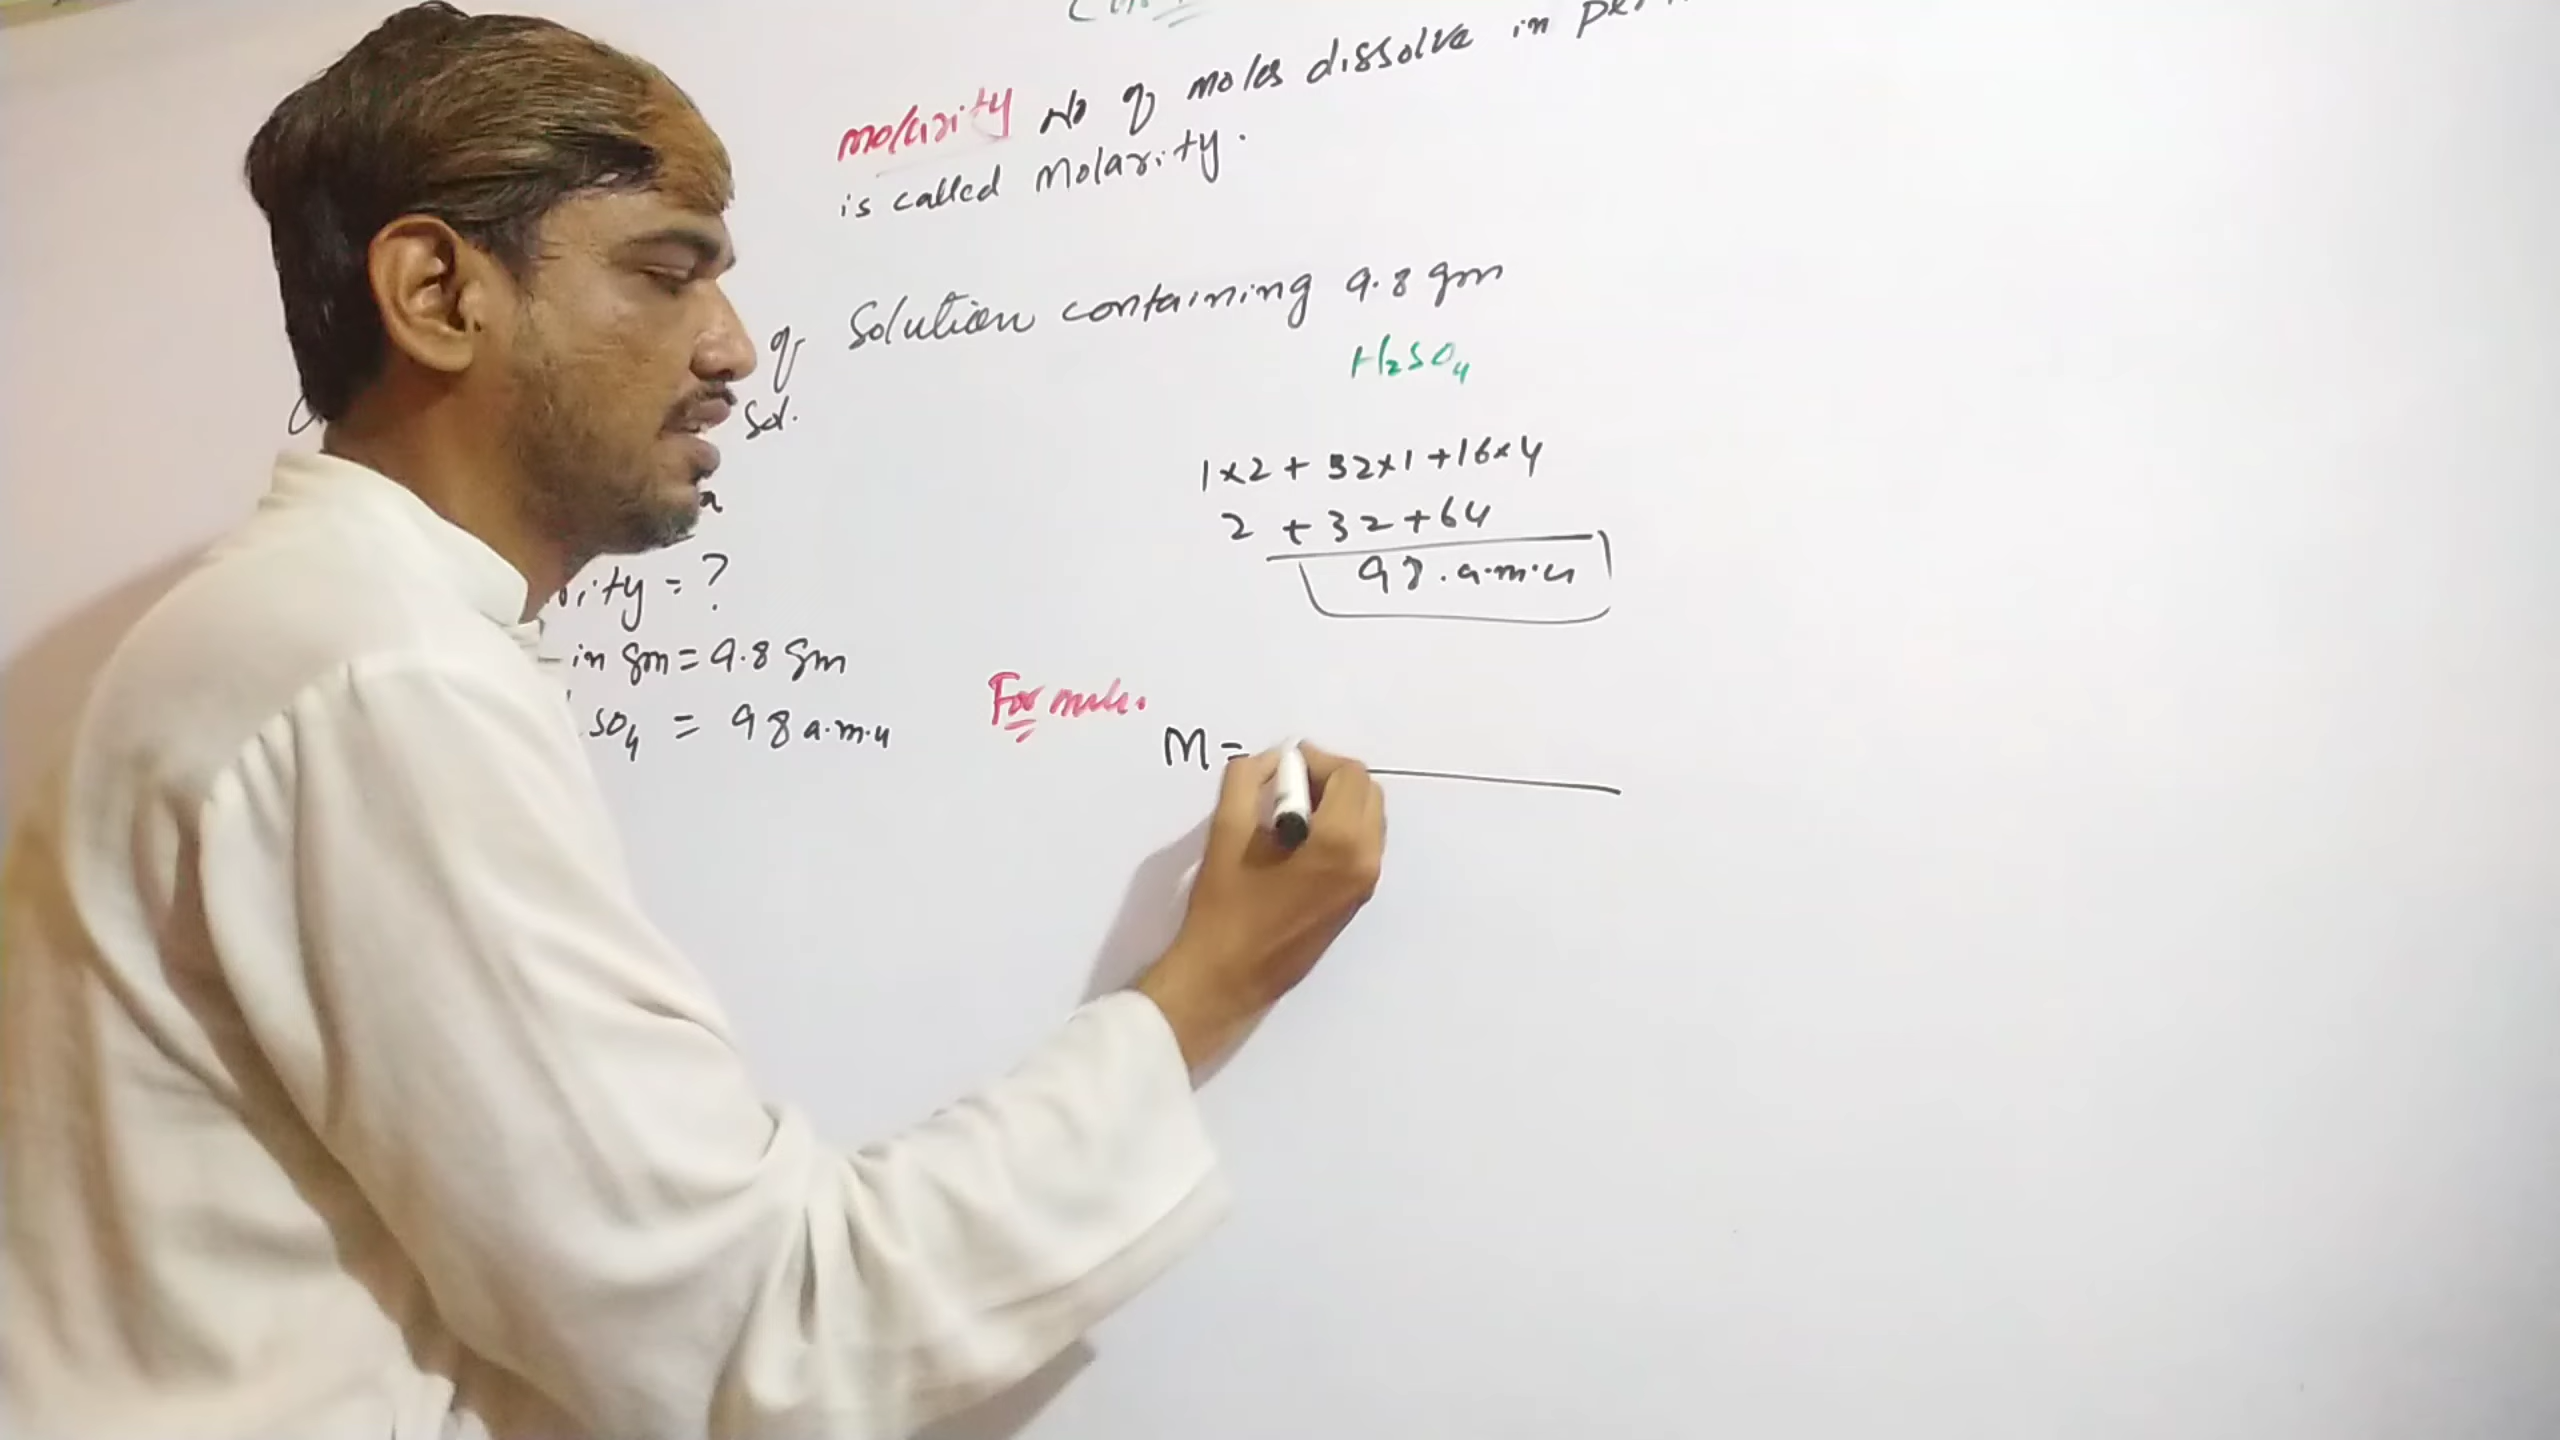 molarity No of moles dissolve in per
is called Molarity.
of Solution containing 9.8 gm
H₂SO₄
Sol.
1×2 + 32×1 + 16×4
2 + 32 + 64
98.a.m.u
rity = ?
in gm = 9.8 gm
SO₄ = 98 a.m.u
Formula.
M =